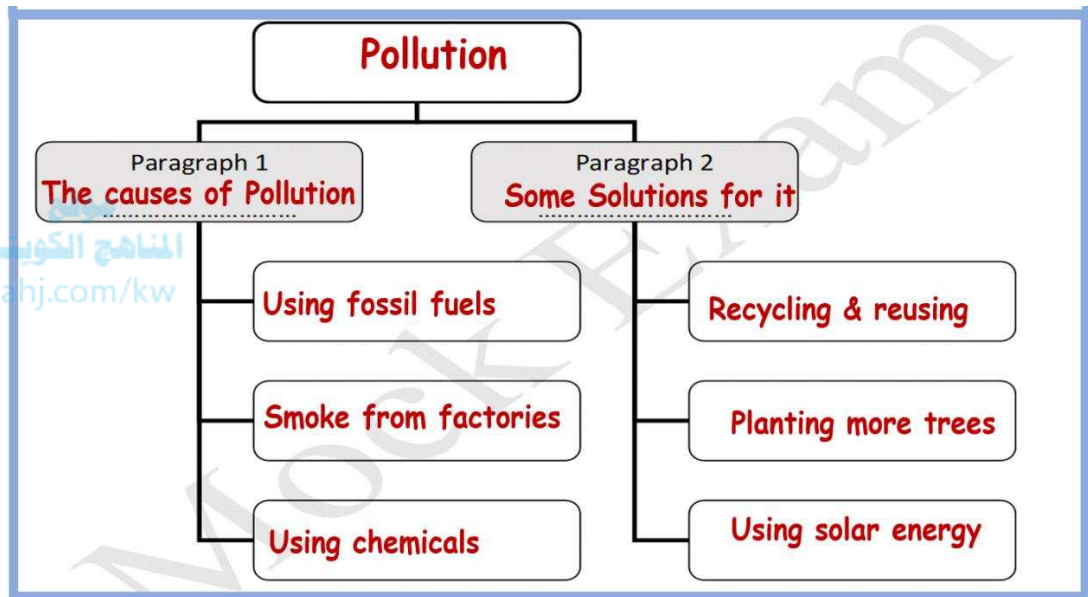 Pollution
Paragraph 1
The causes of Pollution
Using fossil fuels
Smoke from factories
Using chemicals
Paragraph 2
Some Solutions for it
Recycling & reusing
Planting more trees
Using solar energy
Mock Exam
موقع
المناهج الكويتية
ahj.com/kw